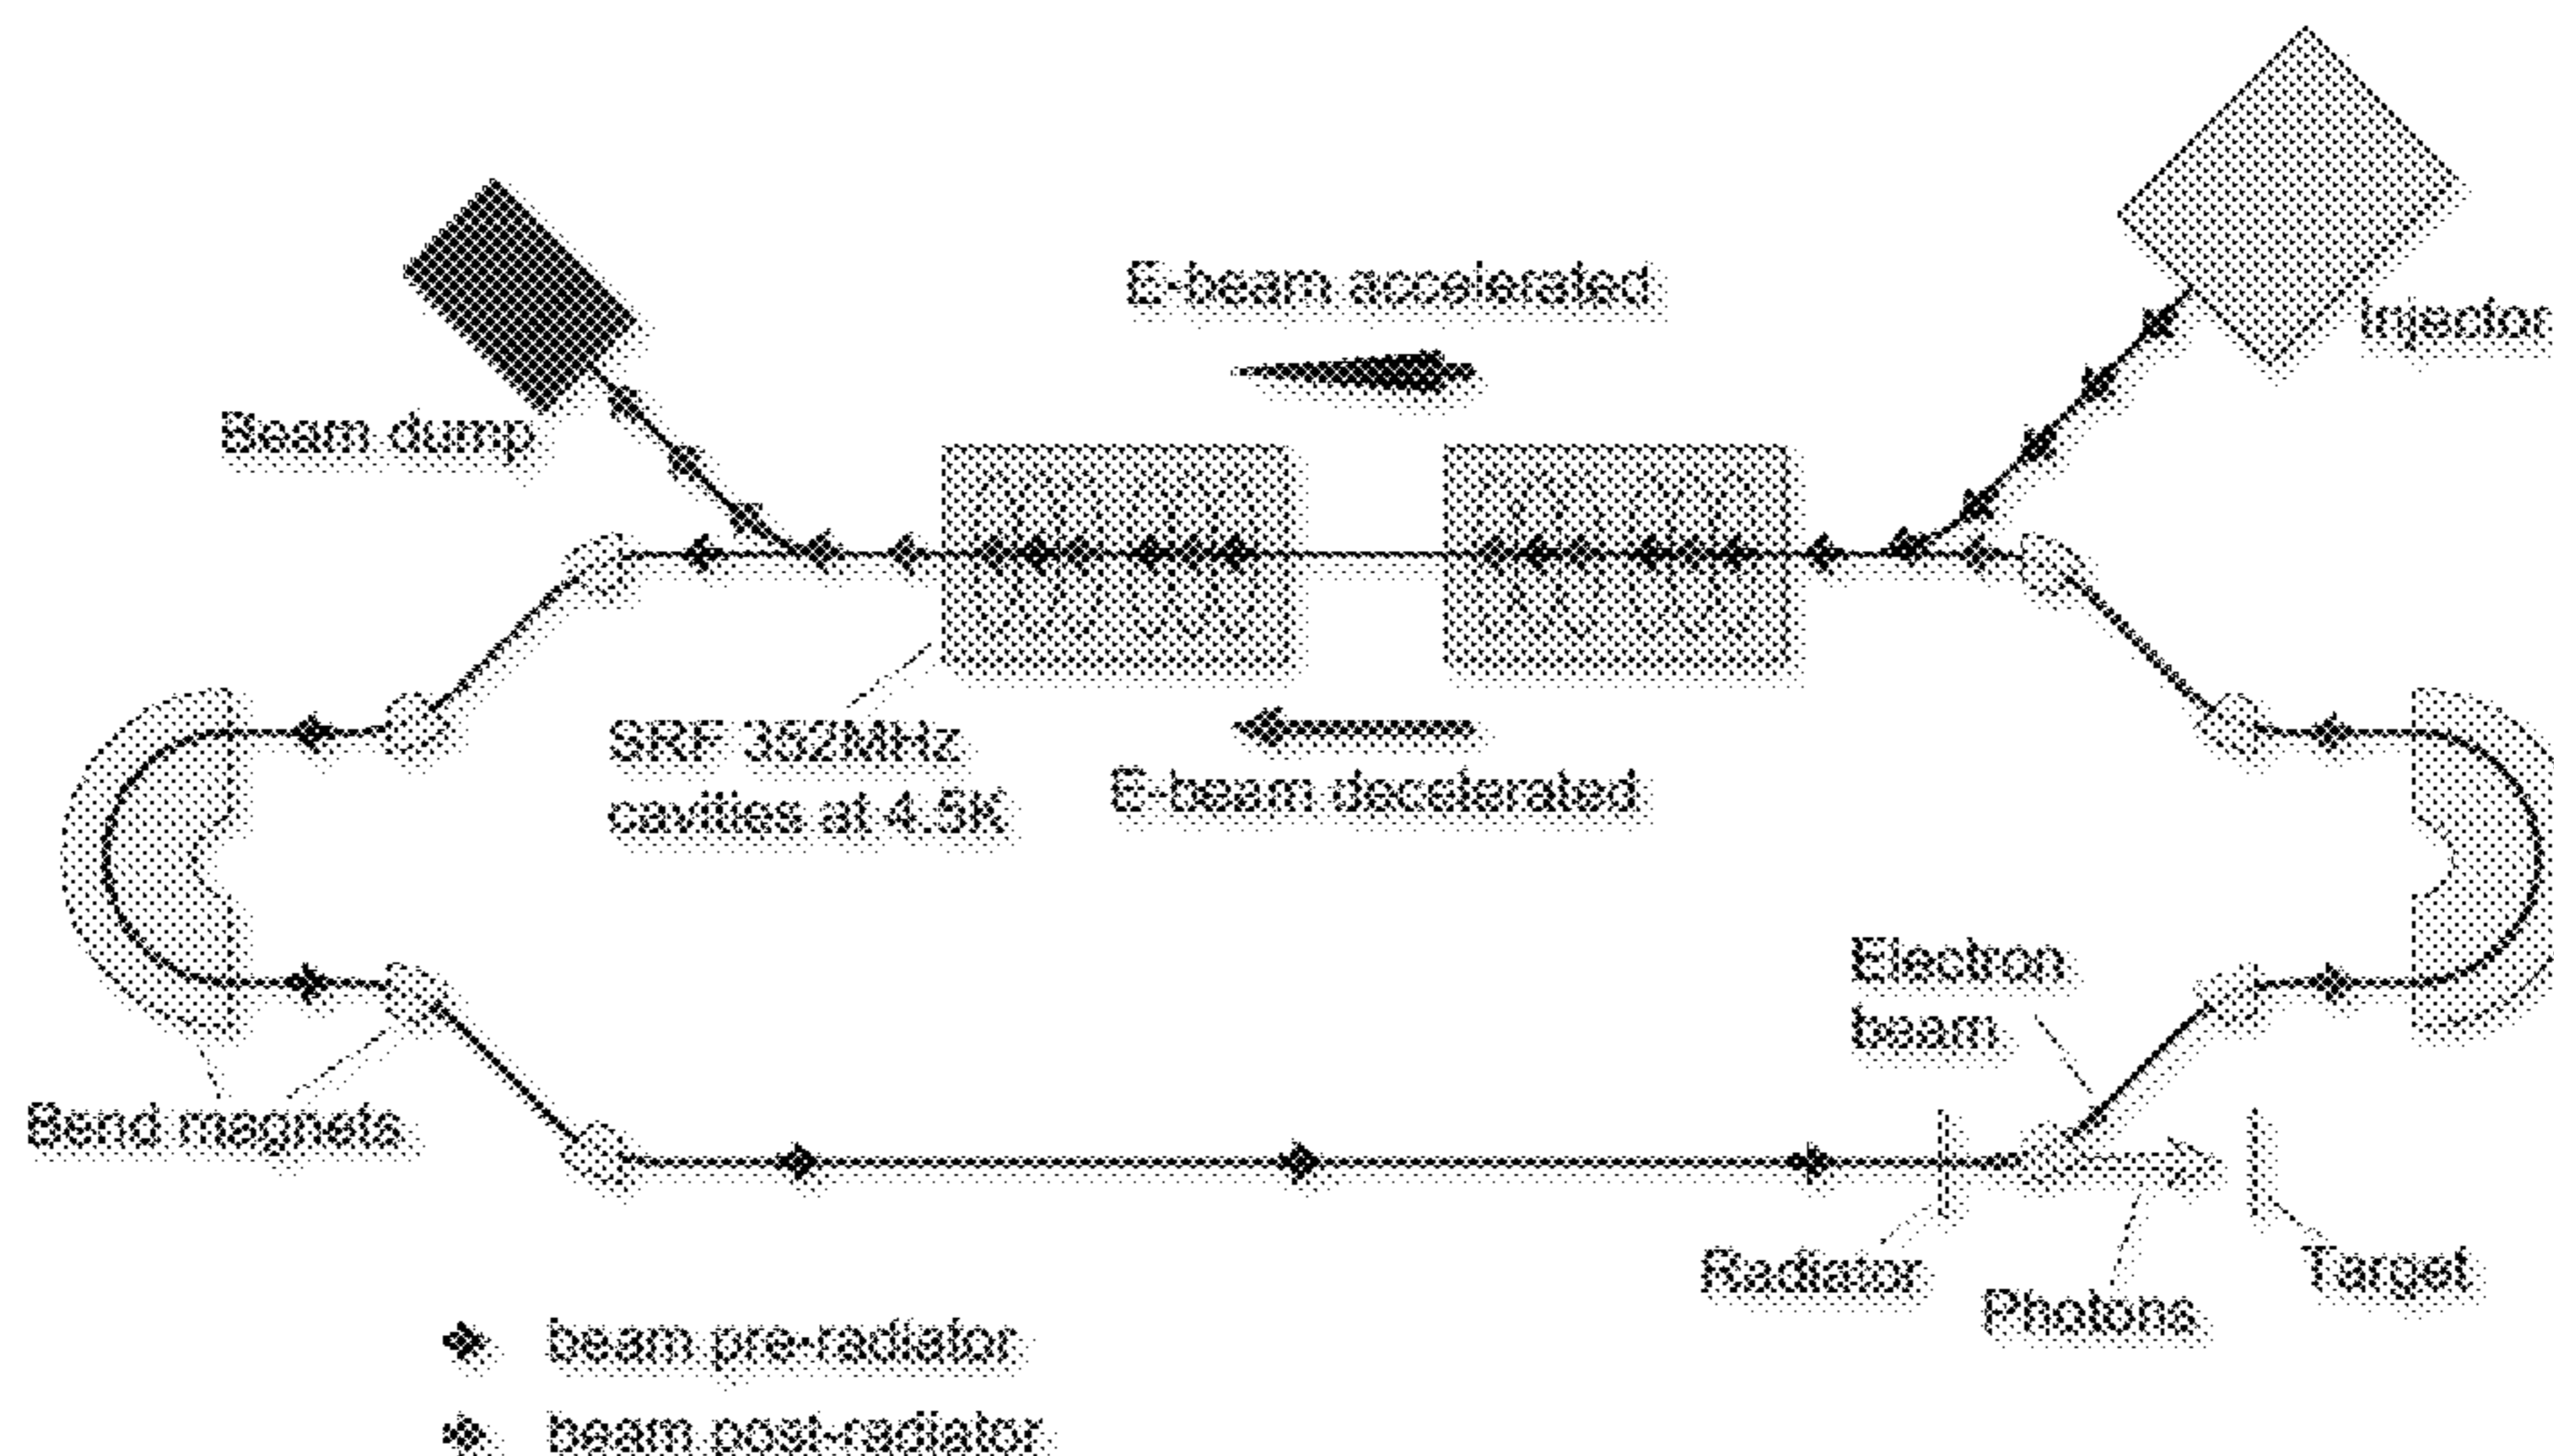 E-beam accelerated
Injector
Beam dump
SRF 352MHz
cavities at 4.5K
E-beam decelerated
Electron
beam
Bend magnets
Radiator
Photons
Target
beam pre-radiator
beam post-radiator